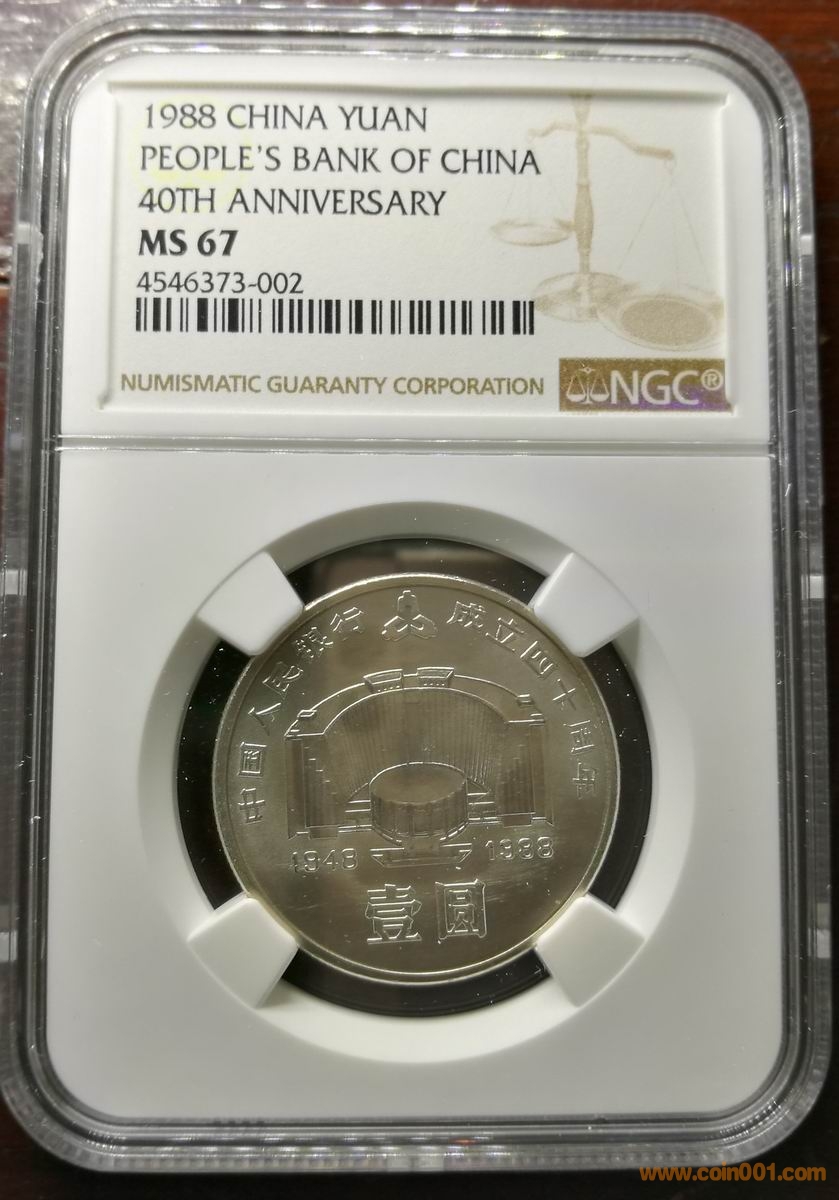 1988 CHINA YUAN
PEOPLE'S BANK OF CHINA
40TH ANNIVERSARY
MS 67
4546373-002
NUMISMATIC GUARANTY CORPORATION
NGC®
中国人民银行 成立四十周年
1948 1988
壹圆
www.coin001.com